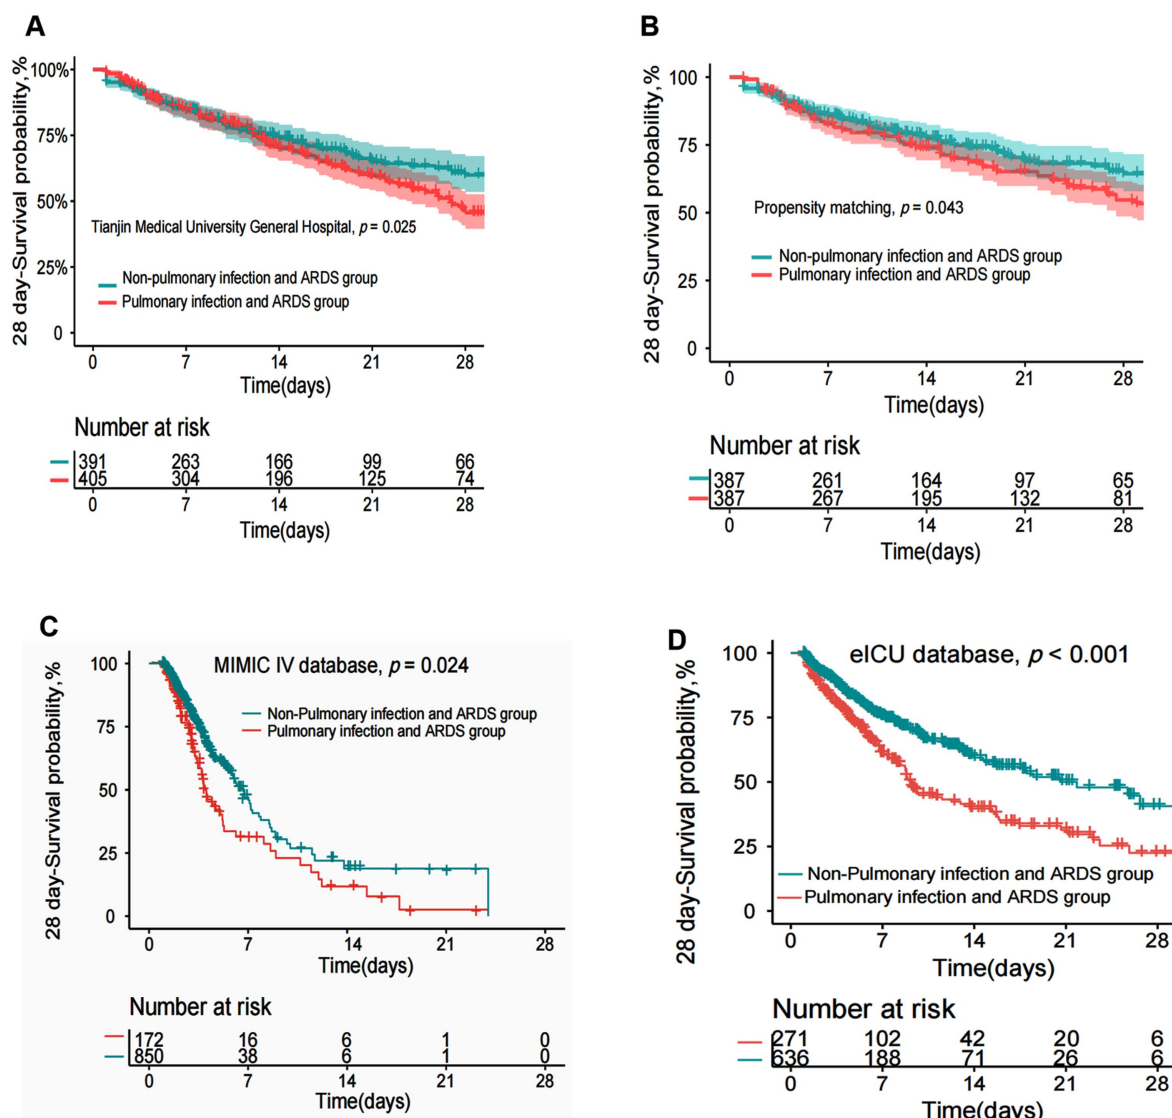 A
28 day-Survival probability,%
100%
75%
50%
25%
0
Tianjin Medical University General Hospital, p = 0.025
Non-pulmonary infection and ARDS group
Pulmonary infection and ARDS group
0 7 14 21 28
Time(days)
Number at risk
391 263 166 99 66
405 304 196 125 74
0 7 14 21 28
Time(days)
B
28 day-Survival probability,%
100
75
50
25
0
Propensity matching, p = 0.043
Non-pulmonary infection and ARDS group
Pulmonary infection and ARDS group
0 7 14 21 28
Time(days)
Number at risk
387 261 164 97 65
387 267 195 132 81
0 7 14 21 28
Time(days)
C
28 day-Survival probability,%
100
75
50
25
0
MIMIC IV database, p = 0.024
Non-Pulmonary infection and ARDS group
Pulmonary infection and ARDS group
0 7 14 21 28
Time(days)
Number at risk
172 16 6 1 0
850 38 6 1 0
0 7 14 21 28
Time(days)
D
28 day-Survival probability,%
100
75
50
25
0
eICU database, p < 0.001
Non-Pulmonary infection and ARDS group
Pulmonary infection and ARDS group
0 7 14 21 28
Time(days)
Number at risk
271 102 42 20 6
636 188 71 26 6
0 7 14 21 28
Time(days)